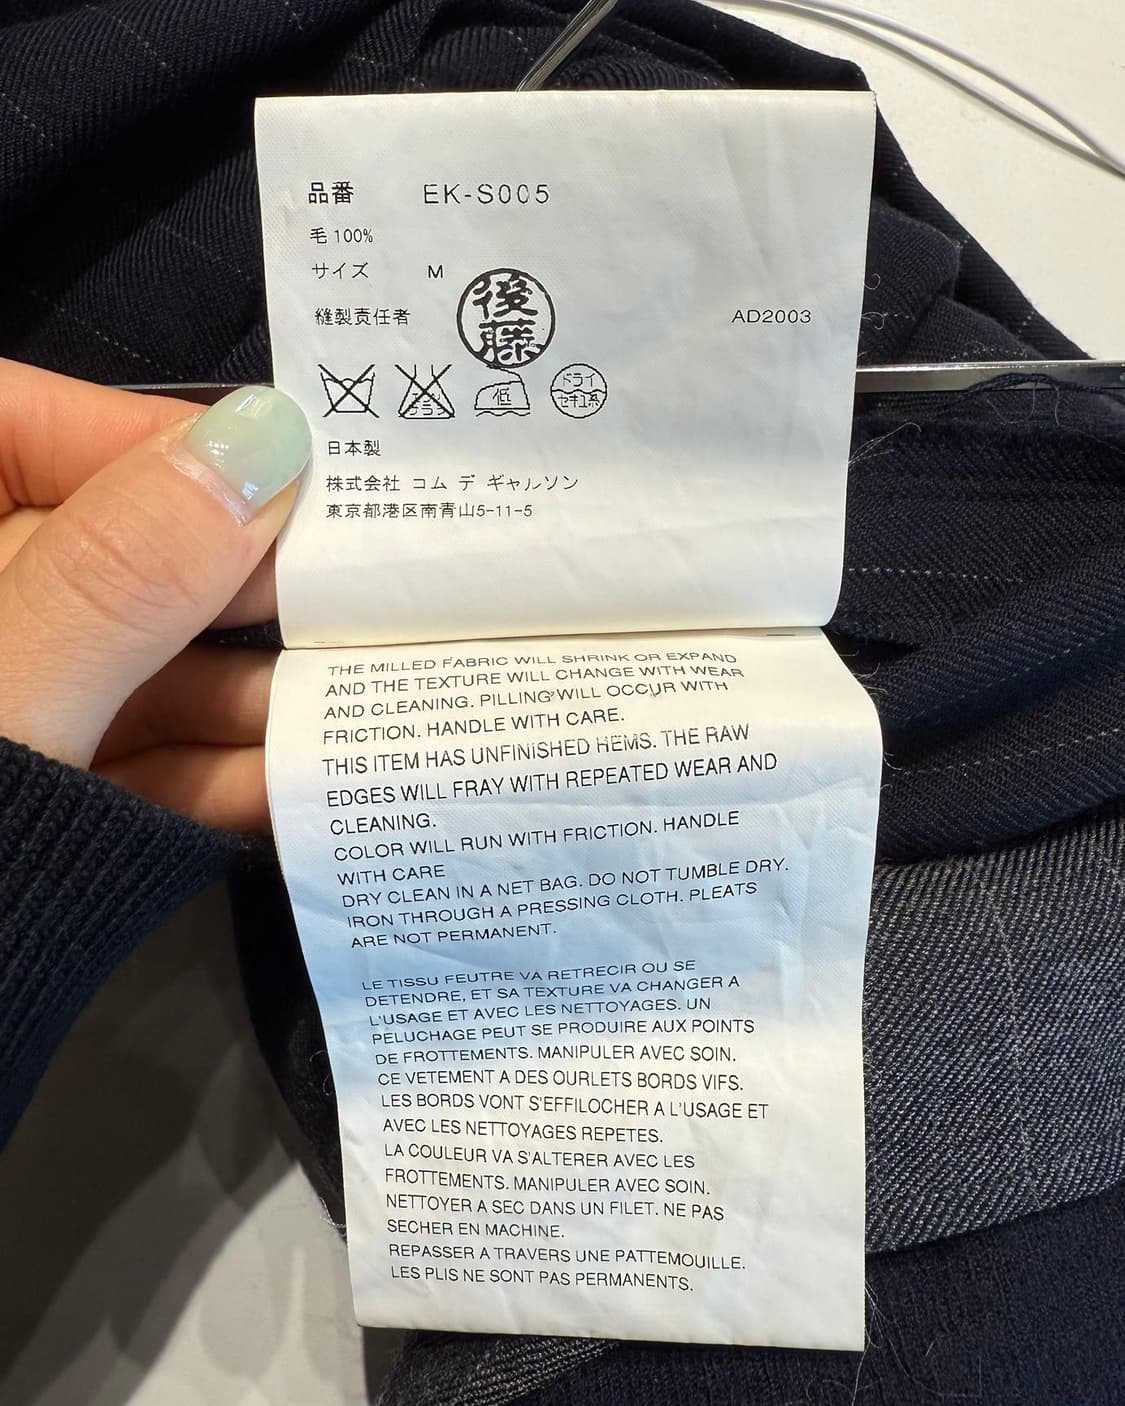 品番 EK-S005
毛 100%
サイズ M
後藤
縫製責任者 AD2003
低 ドライ
セキユ系
日本製
株式会社 コム デ ギャルソン
東京都港区南青山5-11-5
THE MILLED FABRIC WILL SHRINK OR EXPAND
AND THE TEXTURE WILL CHANGE WITH WEAR
AND CLEANING. PILLING WILL OCCUR WITH
FRICTION. HANDLE WITH CARE.
THIS ITEM HAS UNFINISHED HEMS. THE RAW
EDGES WILL FRAY WITH REPEATED WEAR AND
CLEANING.
COLOR WILL RUN WITH FRICTION. HANDLE
WITH CARE
DRY CLEAN IN A NET BAG. DO NOT TUMBLE DRY.
IRON THROUGH A PRESSING CLOTH. PLEATS
ARE NOT PERMANENT.
LE TISSU FEUTRE VA RETRECIR OU SE
DETENDRE, ET SA TEXTURE VA CHANGER A
L'USAGE ET AVEC LES NETTOYAGES. UN
PELUCHAGE PEUT SE PRODUIRE AUX POINTS
DE FROTTEMENTS. MANIPULER AVEC SOIN.
CE VETEMENT A DES OURLETS BORDS VIFS.
LES BORDS VONT S'EFFILOCHER A L'USAGE ET
AVEC LES NETTOYAGES REPETES.
LA COULEUR VA S'ALTERER AVEC LES
FROTTEMENTS. MANIPULER AVEC SOIN.
NETTOYER A SEC DANS UN FILET. NE PAS
SECHER EN MACHINE.
REPASSER A TRAVERS UNE PATTEMOUILLE.
LES PLIS NE SONT PAS PERMANENTS.